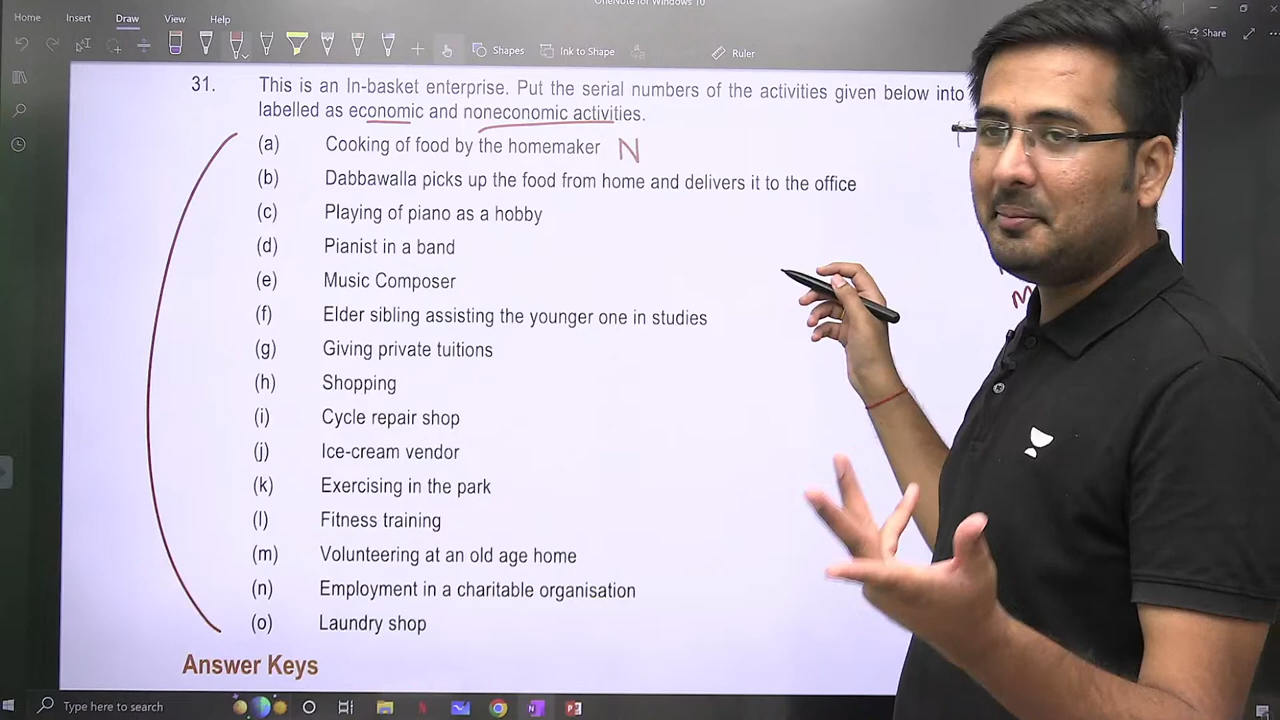 OneNote for Windows 10
Home Insert Draw View Help
Share
Shapes Ink to Shape Ruler
31. This is an In-basket enterprise. Put the serial numbers of the activities given below into
labelled as economic and noneconomic activities.
(a) Cooking of food by the homemaker N
(b) Dabbawalla picks up the food from home and delivers it to the office
(c) Playing of piano as a hobby
(d) Pianist in a band
(e) Music Composer
(f) Elder sibling assisting the younger one in studies
(g) Giving private tuitions
(h) Shopping
(i) Cycle repair shop
(j) Ice-cream vendor
(k) Exercising in the park
(l) Fitness training
(m) Volunteering at an old age home
(n) Employment in a charitable organisation
(o) Laundry shop
Answer Keys
Type here to search